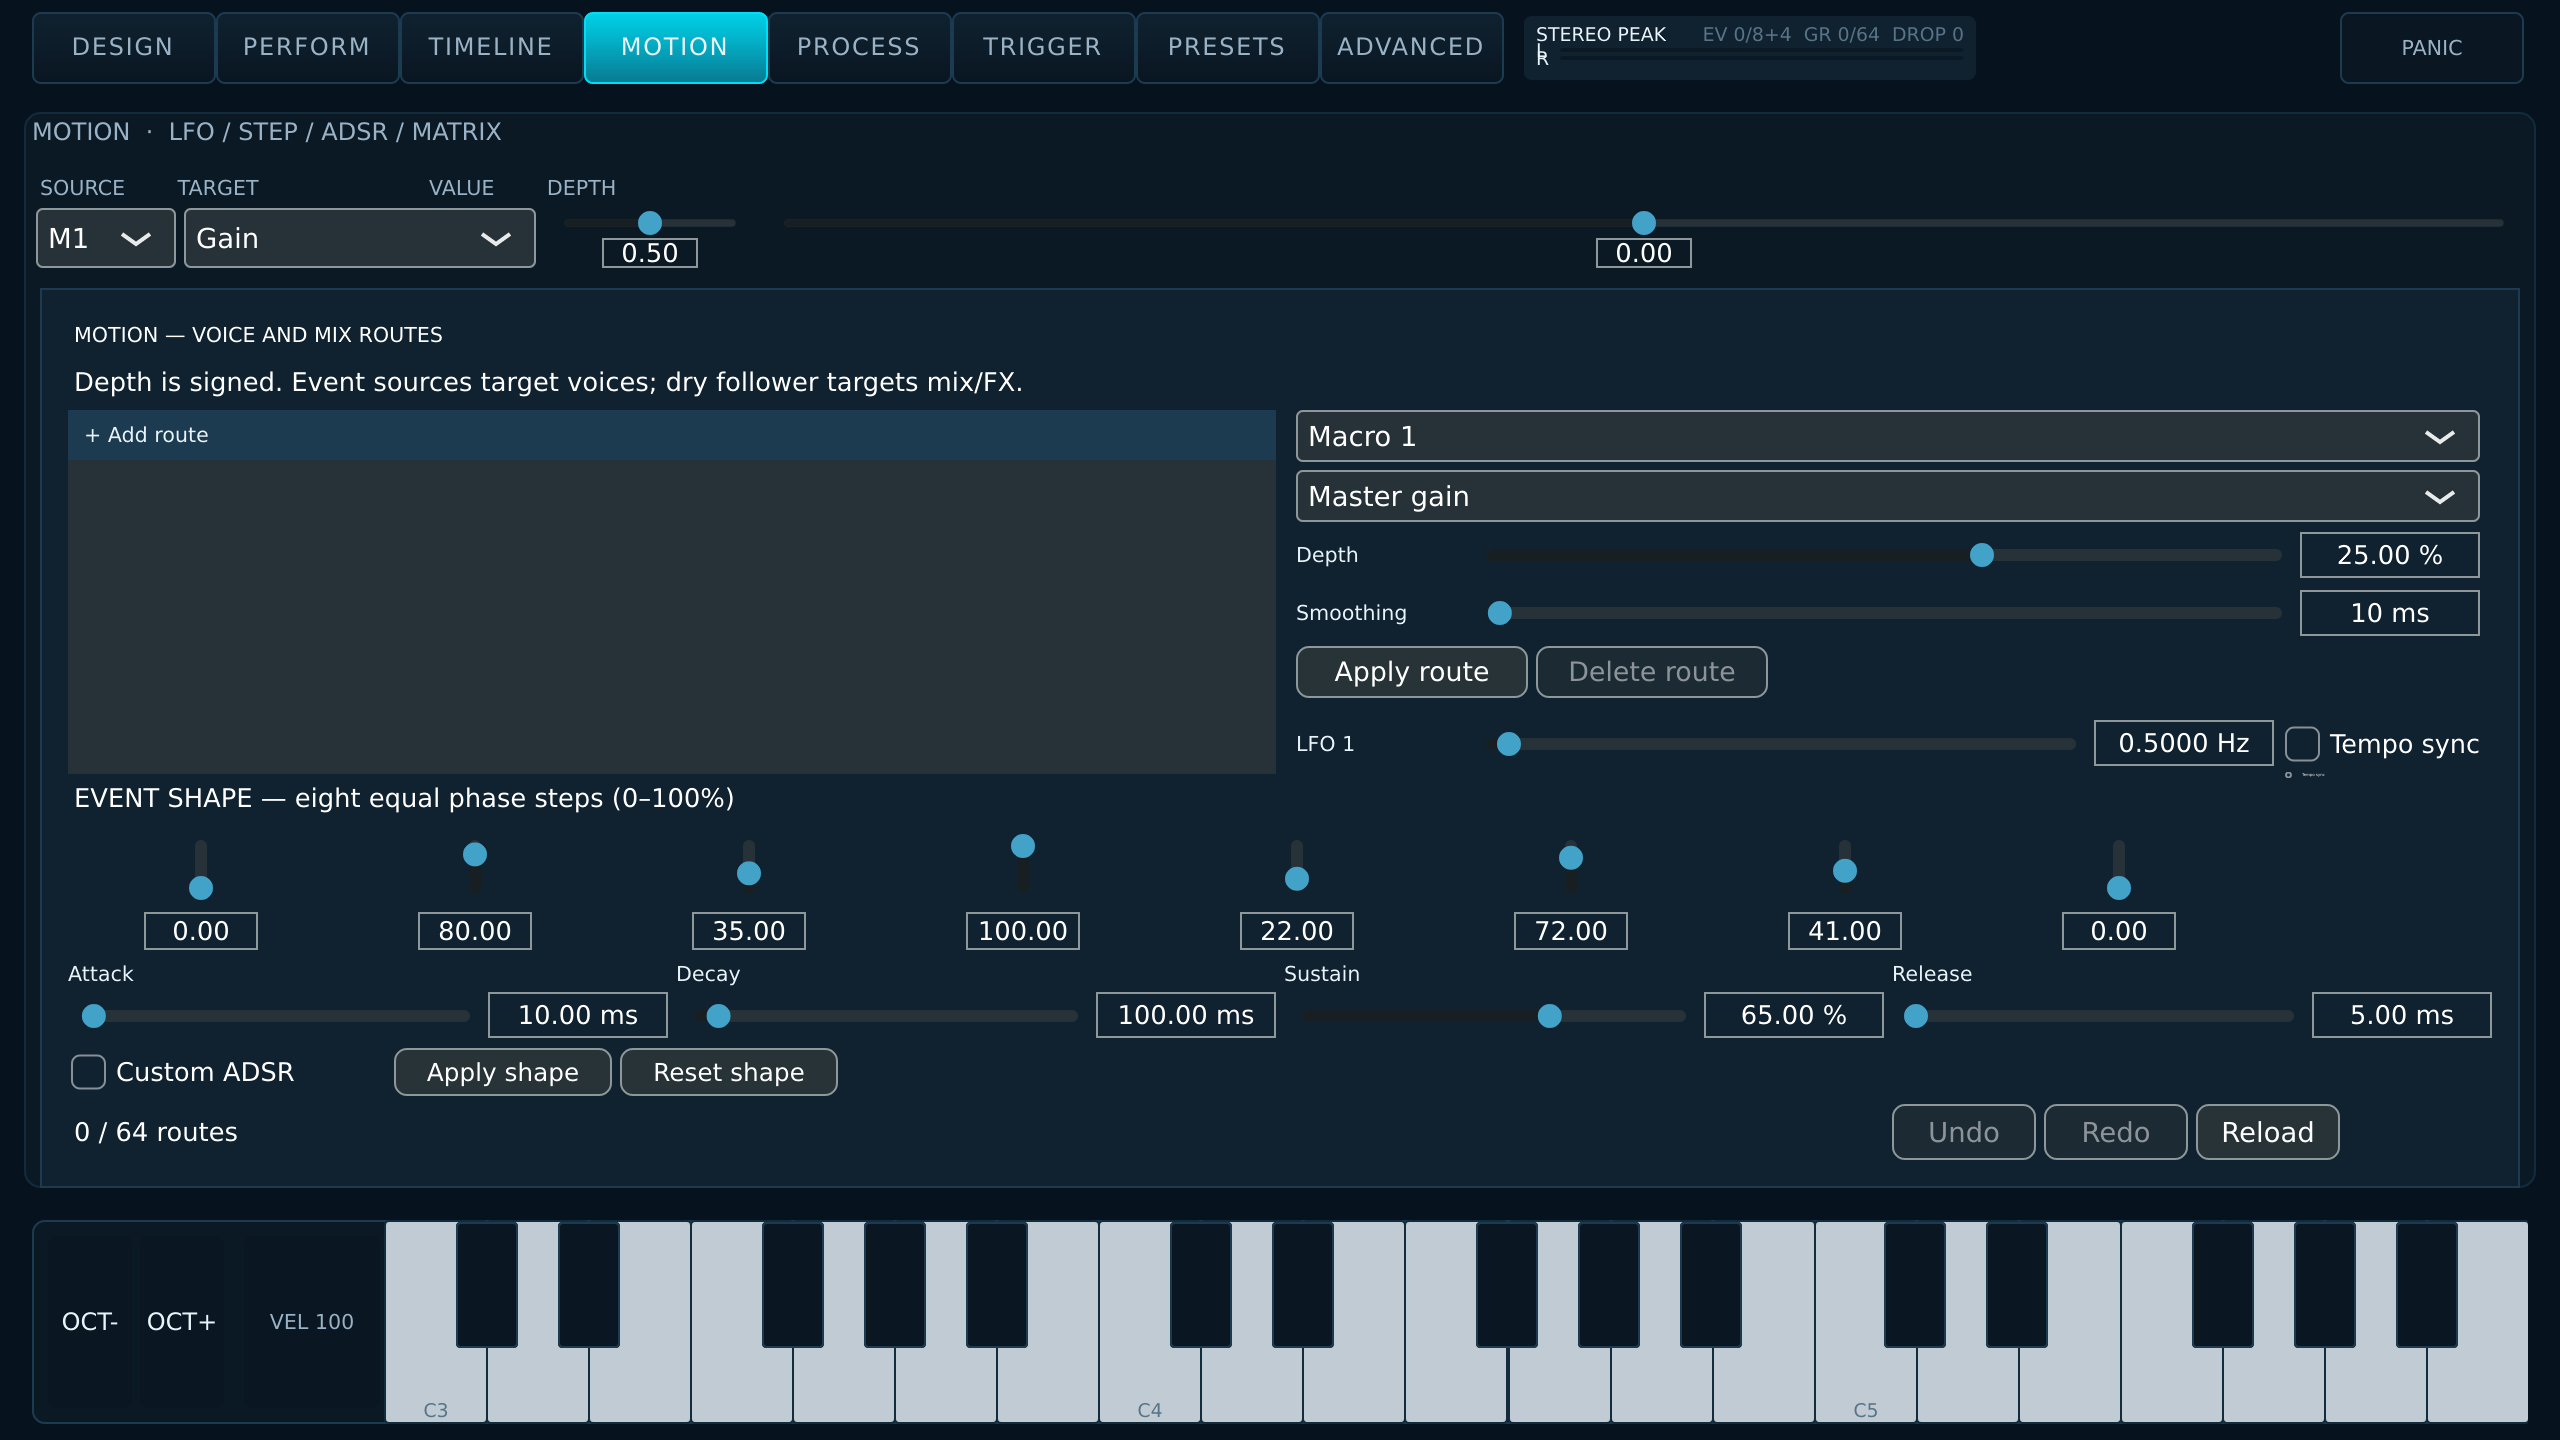 DESIGN PERFORM TIMELINE MOTION PROCESS TRIGGER PRESETS ADVANCED
STEREO PEAK EV 0/8+4 GR 0/64 DROP 0
L
R
PANIC
MOTION · LFO / STEP / ADSR / MATRIX
SOURCE TARGET VALUE DEPTH
M1 Gain
0.50 0.00
MOTION — VOICE AND MIX ROUTES
Depth is signed. Event sources target voices; dry follower targets mix/FX.
+ Add route
Macro 1
Master gain
Depth 25.00 %
Smoothing 10 ms
Apply route Delete route
LFO 1 0.5000 Hz Tempo sync
Tempo sync
EVENT SHAPE — eight equal phase steps (0–100%)
0.00 80.00 35.00 100.00 22.00 72.00 41.00 0.00
Attack Decay Sustain Release
10.00 ms 100.00 ms 65.00 % 5.00 ms
Custom ADSR Apply shape Reset shape
0 / 64 routes
Undo Redo Reload
OCT- OCT+ VEL 100
C3 C4 C5